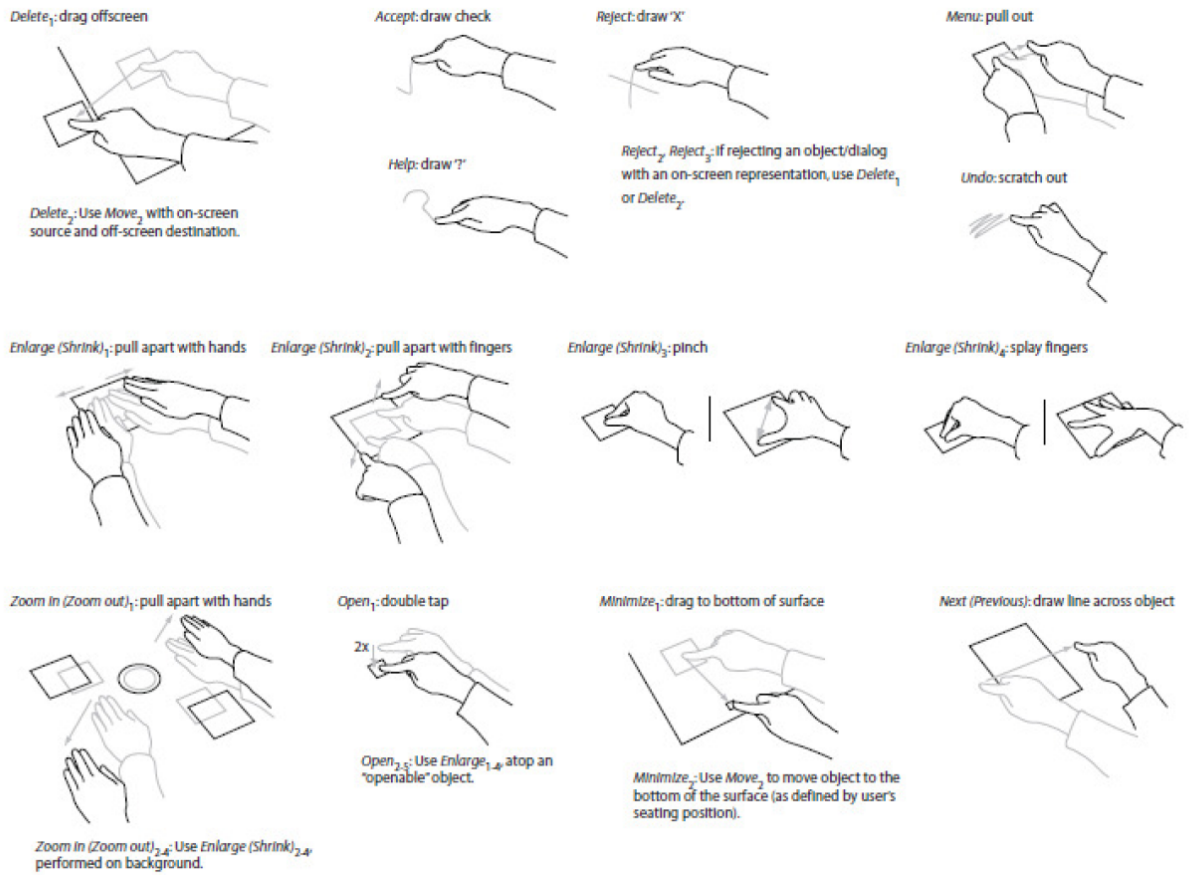 Delete₁: drag offscreen
Accept: draw check
Reject: draw ‘X’
Menu: pull out
Help: draw ‘?’
Reject₂, Reject₃: If rejecting an object/dialog
with an on-screen representation, use Delete₁
or Delete₂.
Undo: scratch out
Delete₂: Use Move₂ with on-screen
source and off-screen destination.
Enlarge (Shrink)₁: pull apart with hands
Enlarge (Shrink)₂: pull apart with fingers
Enlarge (Shrink)₃: pinch
Enlarge (Shrink)₄: splay fingers
Zoom in (Zoom out)₁: pull apart with hands
Open₁: double tap
Minimize₁: drag to bottom of surface
Next (Previous): draw line across object
2x
Open₂₋₅: Use Enlarge₁₋₄, atop an
“openable” object.
Minimize₂: Use Move₂ to move object to the
bottom of the surface (as defined by user’s
seating position).
Zoom in (Zoom out)₂₋₄: Use Enlarge (Shrink)₂₋₄,
performed on background.